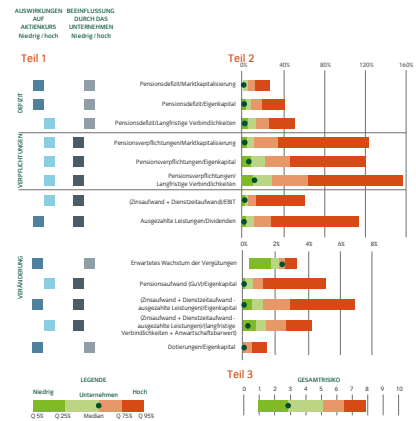 AUSWIRKUNGEN
AUF
AKTIENKURS
Niedrig / hoch
BEEINFLUSSUNG
DURCH DAS
UNTERNEHMEN
Niedrig / hoch
Teil 1
Teil 2
0% 40% 80% 120% 160%
DEFIZIT
Pensionsdefizit/Marktkapitalisierung
Pensionsdefizit/Eigenkapital
Pensionsdefizit/Langfristige Verbindlichkeiten
VERPFLICHTUNGEN
Pensionsverpflichtungen/Marktkapitalisierung
Pensionsverpflichtungen/Eigenkapital
Pensionsverpflichtungen/
Langfristige Verbindlichkeiten
(Zinsaufwand + Dienstzeitaufwand)/EBIT
Ausgezahlte Leistungen/Dividenden
0% 2% 4% 6% 8%
VERÄNDERUNG
Erwartetes Wachstum der Vergütungen
Pensionsaufwand (GuV)/Eigenkapital
(Zinsaufwand + Dienstzeitaufwand -
ausgezahlte Leistungen)/Eigenkapital
(Zinsaufwand + Dienstzeitaufwand -
ausgezahlte Leistungen)/(langfristige
Verbindlichkeiten + Anwartschaftsbarwert)
Dotierungen/Eigenkapital
Teil 3
LEGENDE
Niedrig Unternehmen Hoch
Q 5% Q 25% Median Q 75% Q 95%
GESAMTRISIKO
0 1 2 3 4 5 6 7 8 9 10